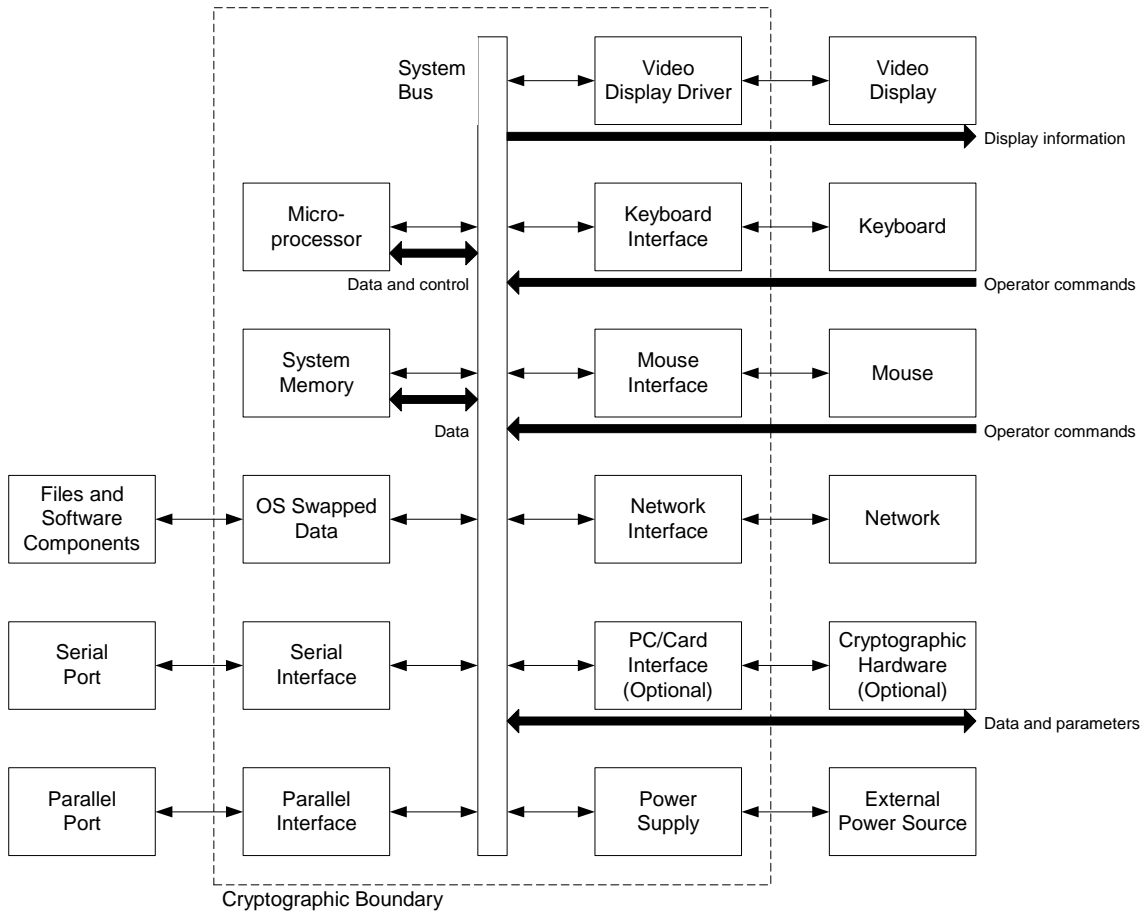 System
Bus
Video
Display Driver
Video
Display
Display information
Micro-
processor
Keyboard
Interface
Keyboard
Data and control
Operator commands
System
Memory
Mouse
Interface
Mouse
Data
Operator commands
Files and
Software
Components
OS Swapped
Data
Network
Interface
Network
Serial
Port
Serial
Interface
PC/Card
Interface
(Optional)
Cryptographic
Hardware
(Optional)
Data and parameters
Parallel
Port
Parallel
Interface
Power
Supply
External
Power Source
Cryptographic Boundary